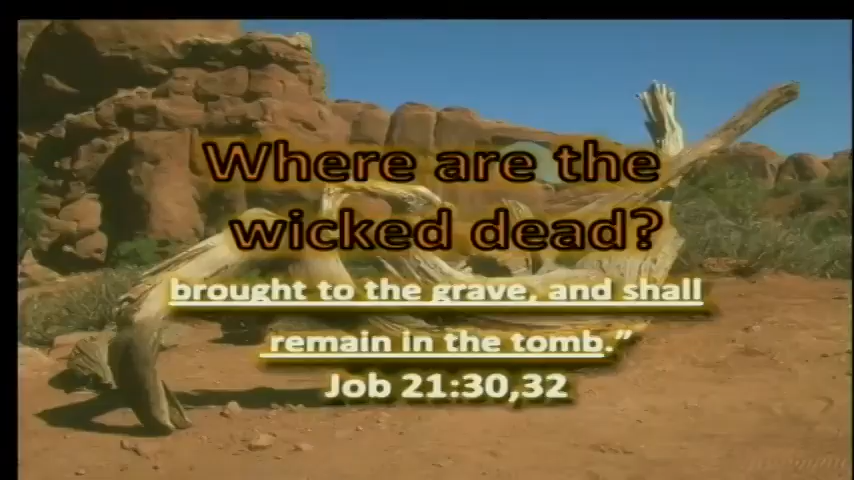 Where are the
wicked dead?
brought to the grave, and shall
remain in the tomb.”
Job 21:30,32